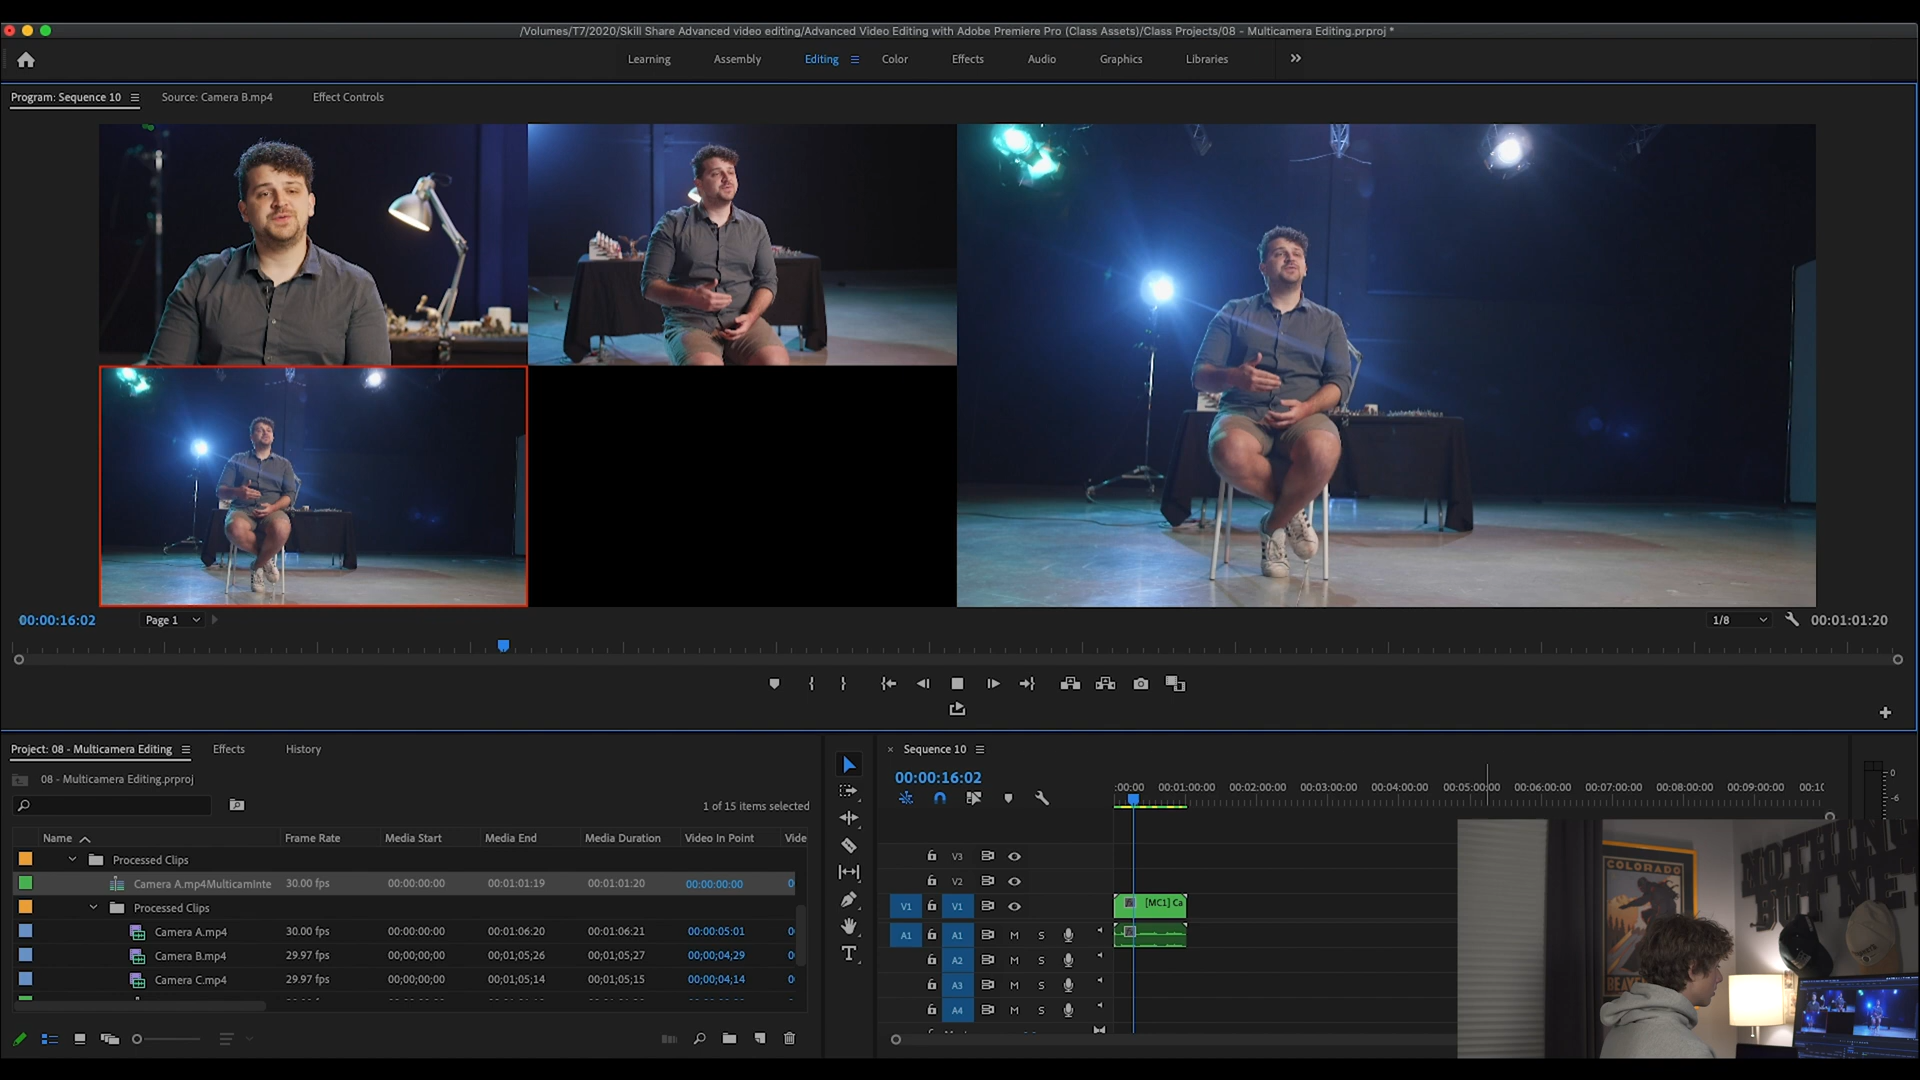 /Volumes/T7/2020/Skill Share Advanced video editing/Advanced Video Editing with Adobe Premiere Pro (Class Assets)/Class Projects/08 - Multicamera Editing.prproj *
Learning Assembly Editing Color Effects Audio Graphics Libraries
Program: Sequence 10 Source: Camera B.mp4 Effect Controls
00:00:16:02 Page 1 1/8 00:01:01:20
Project: 08 - Multicamera Editing Effects History
08 - Multicamera Editing.prproj
1 of 15 items selected
Name Frame Rate Media Start Media End Media Duration Video In Point Vide
Processed Clips
Camera A.mp4Multicaminte 30.00 fps 00:00:00:00 00:01:01:19 00:01:01:20 00:00:00:00 0
Processed Clips
Camera A.mp4 30.00 fps 00:00:00:00 00:01:06:20 00:01:06:21 00:00:05:01 0
Camera B.mp4 29.97 fps 00;00;00;00 00;01;05;26 00;01;05;27 00;00;04;29 0
Camera C.mp4 29.97 fps 00;00;00;00 00;01;05;14 00;01;05;15 00;00;04;14 0
Sequence 10
00:00:16:02
:00:00 00:01:00:00 00:02:00:00 00:03:00:00 00:04:00:00 00:05:00:00 00:06:00:00 00:07:00:00 00:08:00:00 00:09:00:00 00:10
0
-6
V3
V2
V1 V1 [MC1] Ca
A1 A1 M S
A2 M S
A3 M S
A4 M S
COLORADO
NOTHING
BUT NET